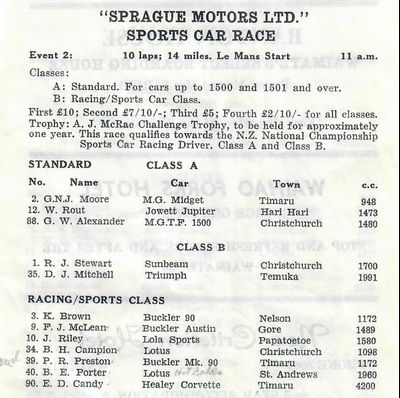 "SPRAGUE MOTORS LTD."
SPORTS CAR RACE
Event 2: 10 laps; 14 miles. Le Mans Start 11 a.m.
Classes:
A: Standard. For cars up to 1500 and 1501 and over.
B: Racing/Sports Car Class.
First £10; Second £7/10/-; Third £5; Fourth £2/10/- for all classes.
Trophy: A. J. McRae Challenge Trophy, to be held for approximately
one year. This race qualifies towards the N.Z. National Championship
Sports Car Racing Driver. Class A and Class B.
STANDARD CLASS A
No. Name Car Town c.c.
2. G.N.J. Moore M.G. Midget Timaru 948
12. W. Rout Jowett Jupiter Hari Hari 1473
88. G. W. Alexander M.G.T.F. 1500 Christchurch 1480
CLASS B
1. R. J. Stewart Sunbeam Christchurch 1700
35. D. J. Mitchell Triumph Temuka 1991
RACING/SPORTS CLASS
3. K. Brown Buckler 90 Nelson 1172
9. F. J. McLean Buckler Austin Gore 1489
10. J. Riley Lola Sports Papatoetoe 1580
34. B. H. Campion Lotus Christchurch 1098
39. P. R. Preston Buckler Mk. 90 Timaru 1172
40. B. E. Porter Lotus St. Andrews 1960
90. E. D. Candy Healey Corvette Timaru 4200